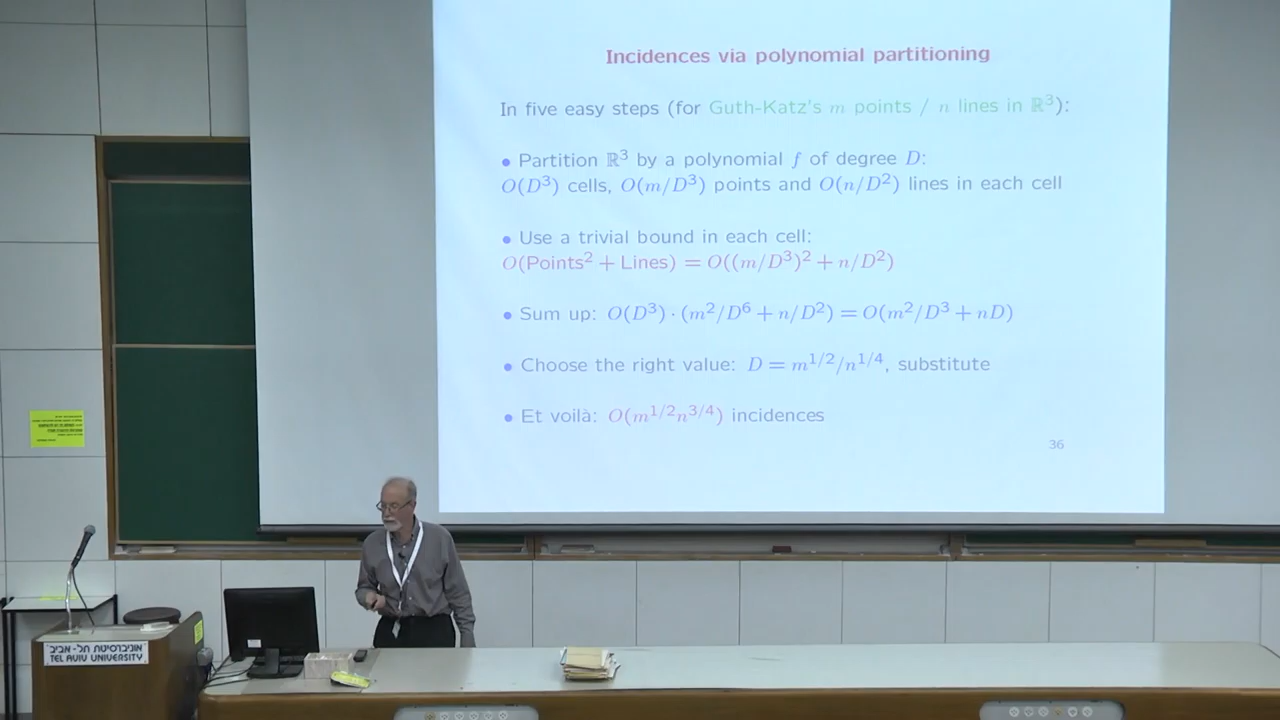 Incidences via polynomial partitioning
In five easy steps (for Guth-Katz's m points / n lines in ℝ³):
• Partition ℝ³ by a polynomial f of degree D:
O(D³) cells, O(m/D³) points and O(n/D²) lines in each cell
• Use a trivial bound in each cell:
O(Points² + Lines) = O((m/D³)² + n/D²)
• Sum up: O(D³) · (m²/D⁶ + n/D²) = O(m²/D³ + nD)
• Choose the right value: D = m^{1/2}/n^{1/4}, substitute
• Et voilà: O(m^{1/2}n^{3/4}) incidences
36
אוניברסיטת תל-אביב
TEL AVIV UNIVERSITY